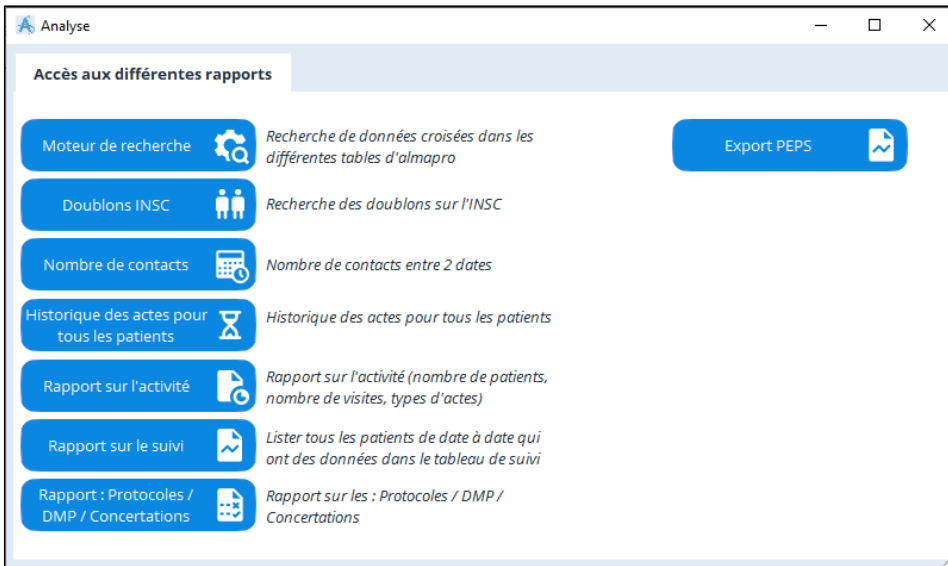 Analyse
Accès aux différentes rapports
Moteur de recherche
Recherche de données croisées dans les
différentes tables d'almapro
Export PEPS
Doublons INSC
Recherche des doublons sur l'INSC
Nombre de contacts
Nombre de contacts entre 2 dates
Historique des actes pour
tous les patients
Historique des actes pour tous les patients
Rapport sur l'activité
Rapport sur l'activité (nombre de patients,
nombre de visites, types d'actes)
Rapport sur le suivi
Lister tous les patients de date à date qui
ont des données dans le tableau de suivi
Rapport : Protocoles /
DMP / Concertations
Rapport sur les : Protocoles / DMP /
Concertations